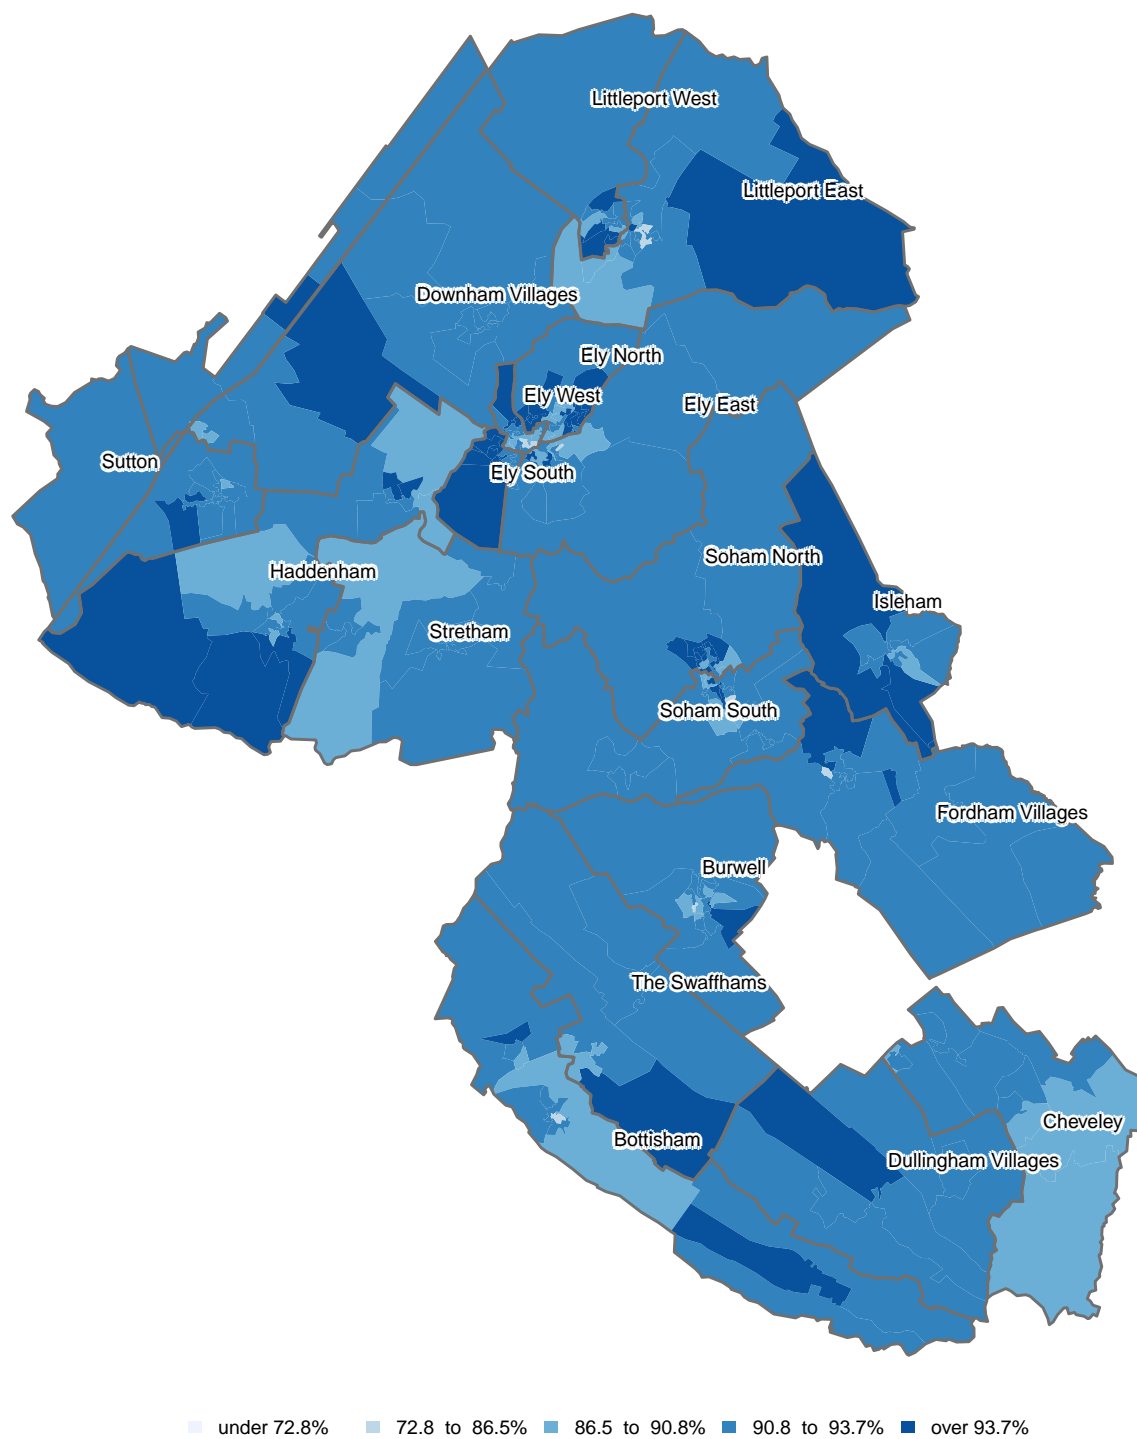 Littleport West
Littleport East
Downham Villages
Ely North
Ely West
Ely East
Sutton
Ely South
Soham North
Haddenham
Isleham
Stretham
Soham South
Fordham Villages
Burwell
The Swaffhams
Cheveley
Bottisham
Dullingham Villages
under 72.8% 72.8 to 86.5% 86.5 to 90.8% 90.8 to 93.7% over 93.7%